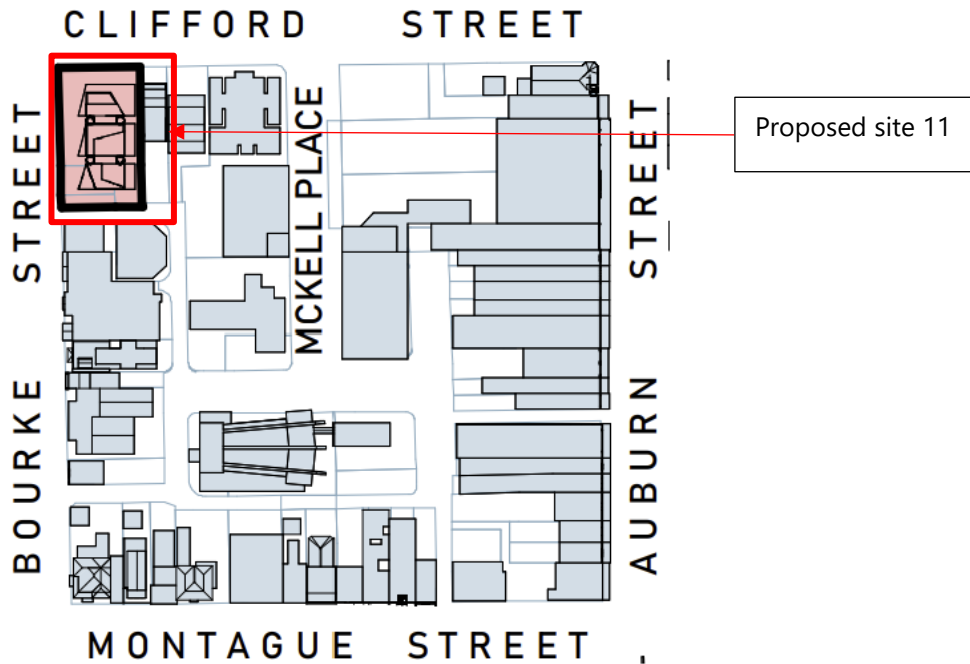 CLIFFORD STREET
BOURKE STREET
MCKELL PLACE
AUBURN STREET
Proposed site 11
MONTAGUE STREET